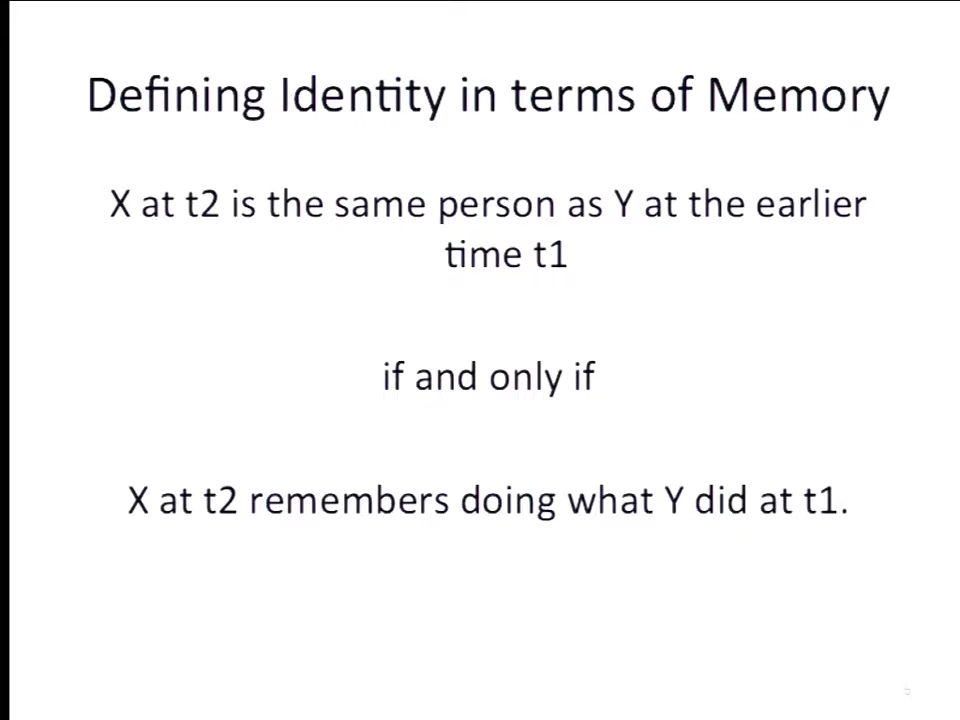 Defining Identity in terms of Memory
X at t2 is the same person as Y at the earlier
time t1
if and only if
X at t2 remembers doing what Y did at t1.